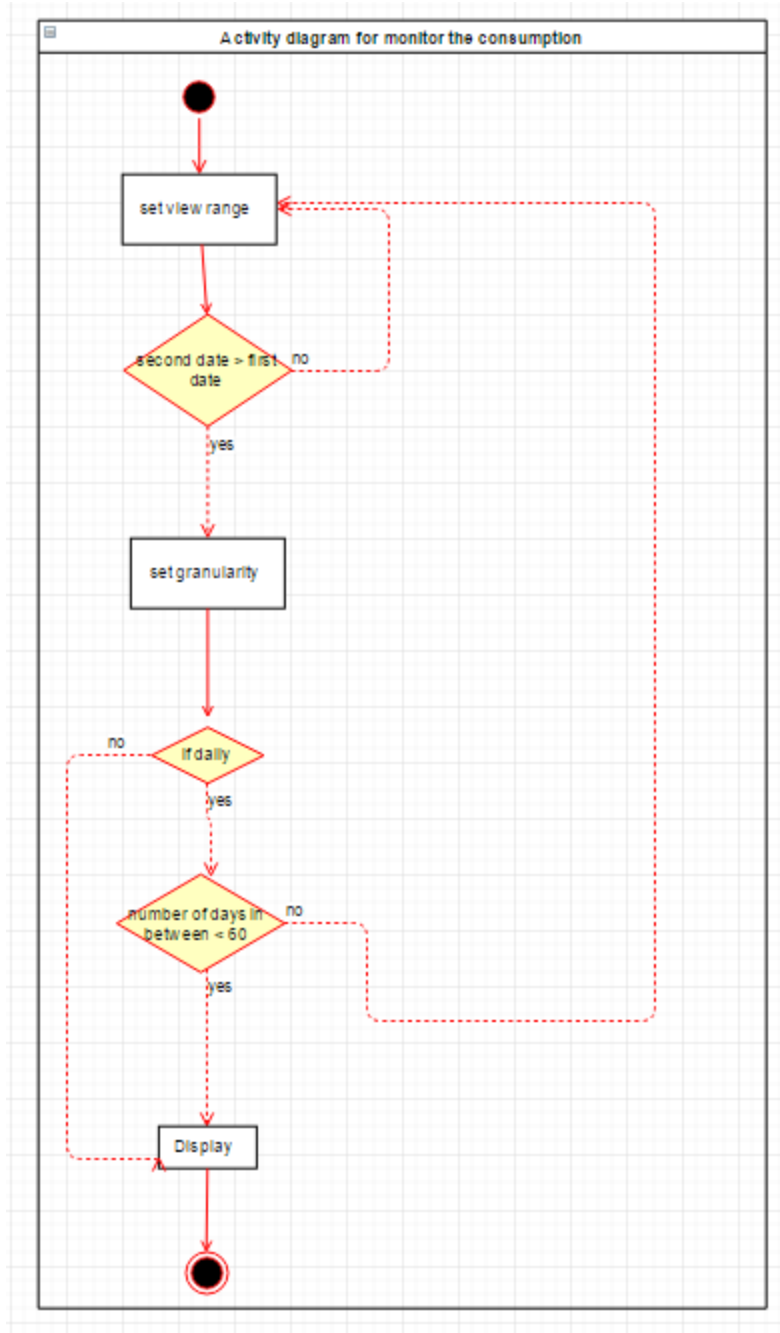 Activity diagram for monitor the consumption
set view range
second date > first
date
no
yes
set granularity
no
if daily
yes
number of days in
between < 60
no
yes
Display